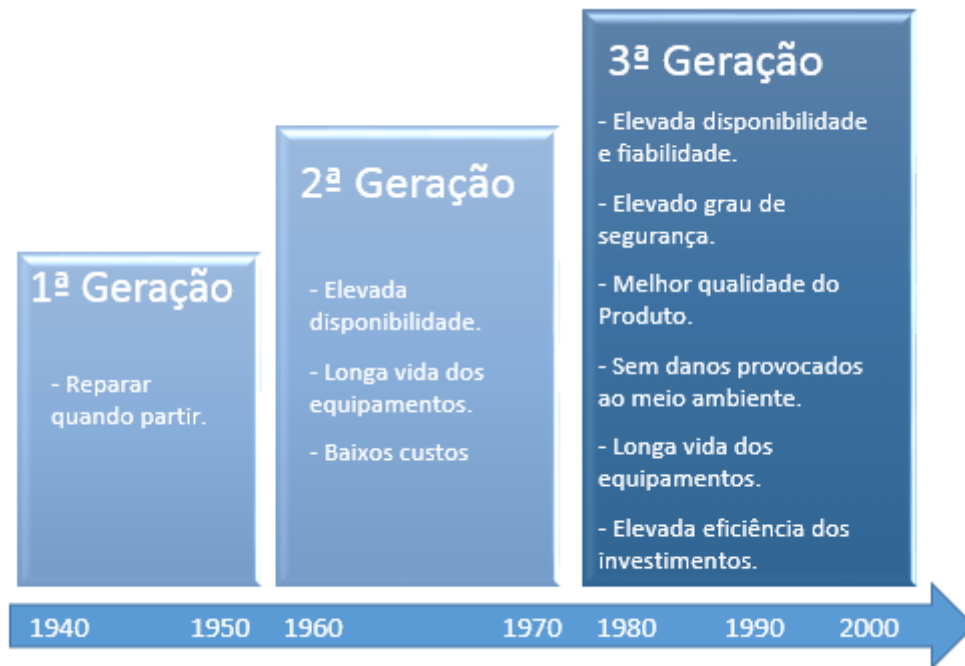 1ª Geração
- Reparar
quando partir.
2ª Geração
- Elevada
disponibilidade.
- Longa vida dos
equipamentos.
- Baixos custos
3ª Geração
- Elevada disponibilidade
e fiabilidade.
- Elevado grau de
segurança.
- Melhor qualidade do
Produto.
- Sem danos provocados
ao meio ambiente.
- Longa vida dos
equipamentos.
- Elevada eficiência dos
investimentos.
1940 1950 1960 1970 1980 1990 2000